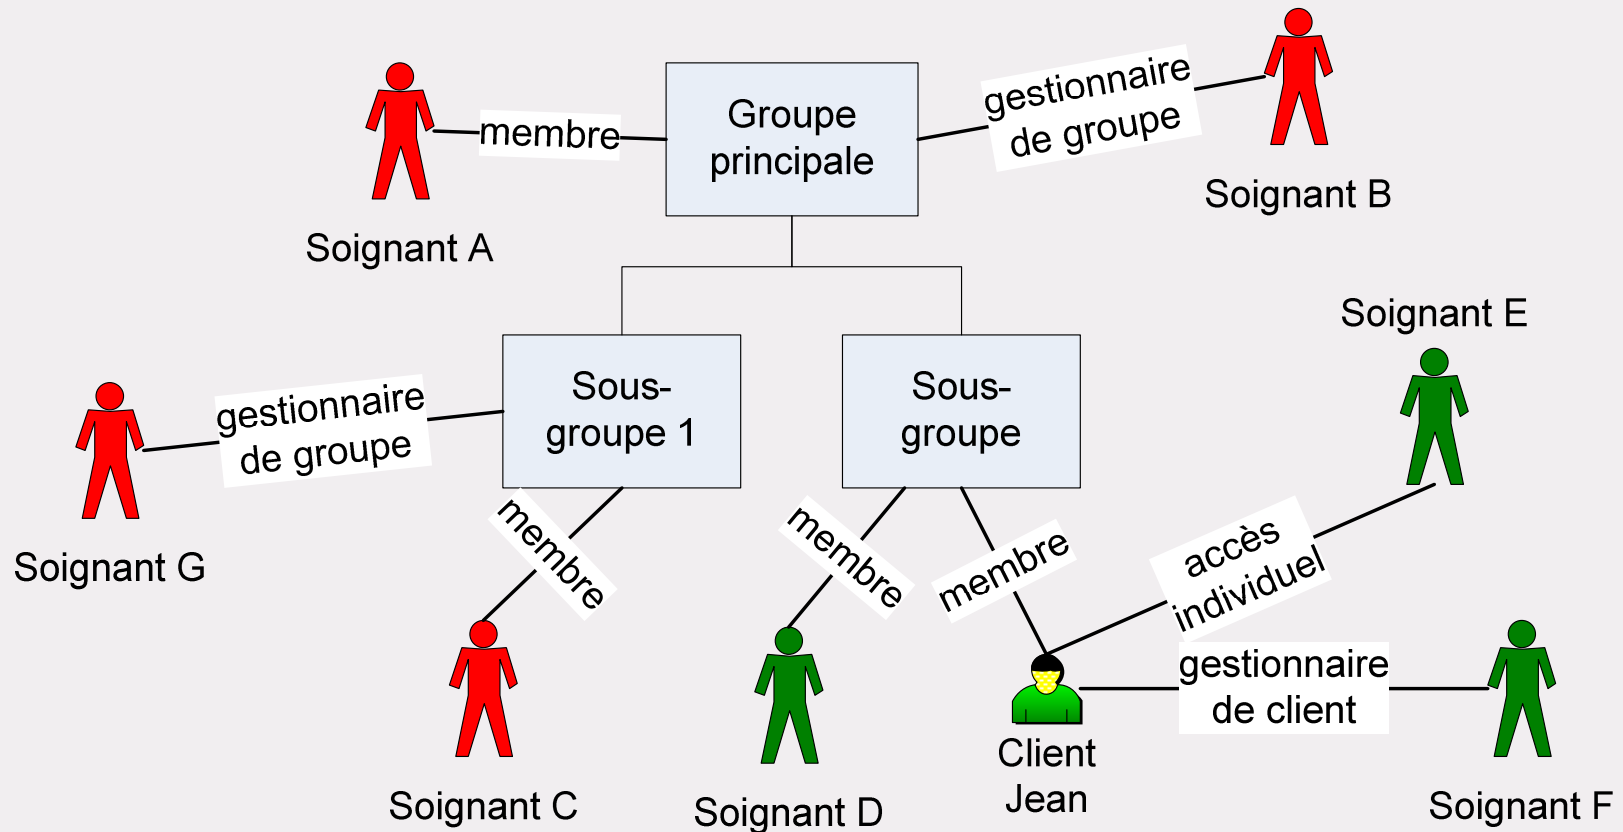 Groupe
principale
membre
gestionnaire
de groupe
Soignant B
Soignant A
Soignant E
Sous-
groupe 1
Sous-
groupe
gestionnaire
de groupe
Soignant G
membre
membre
membre
accès
individuel
gestionnaire
de client
Client
Jean
Soignant C
Soignant D
Soignant F